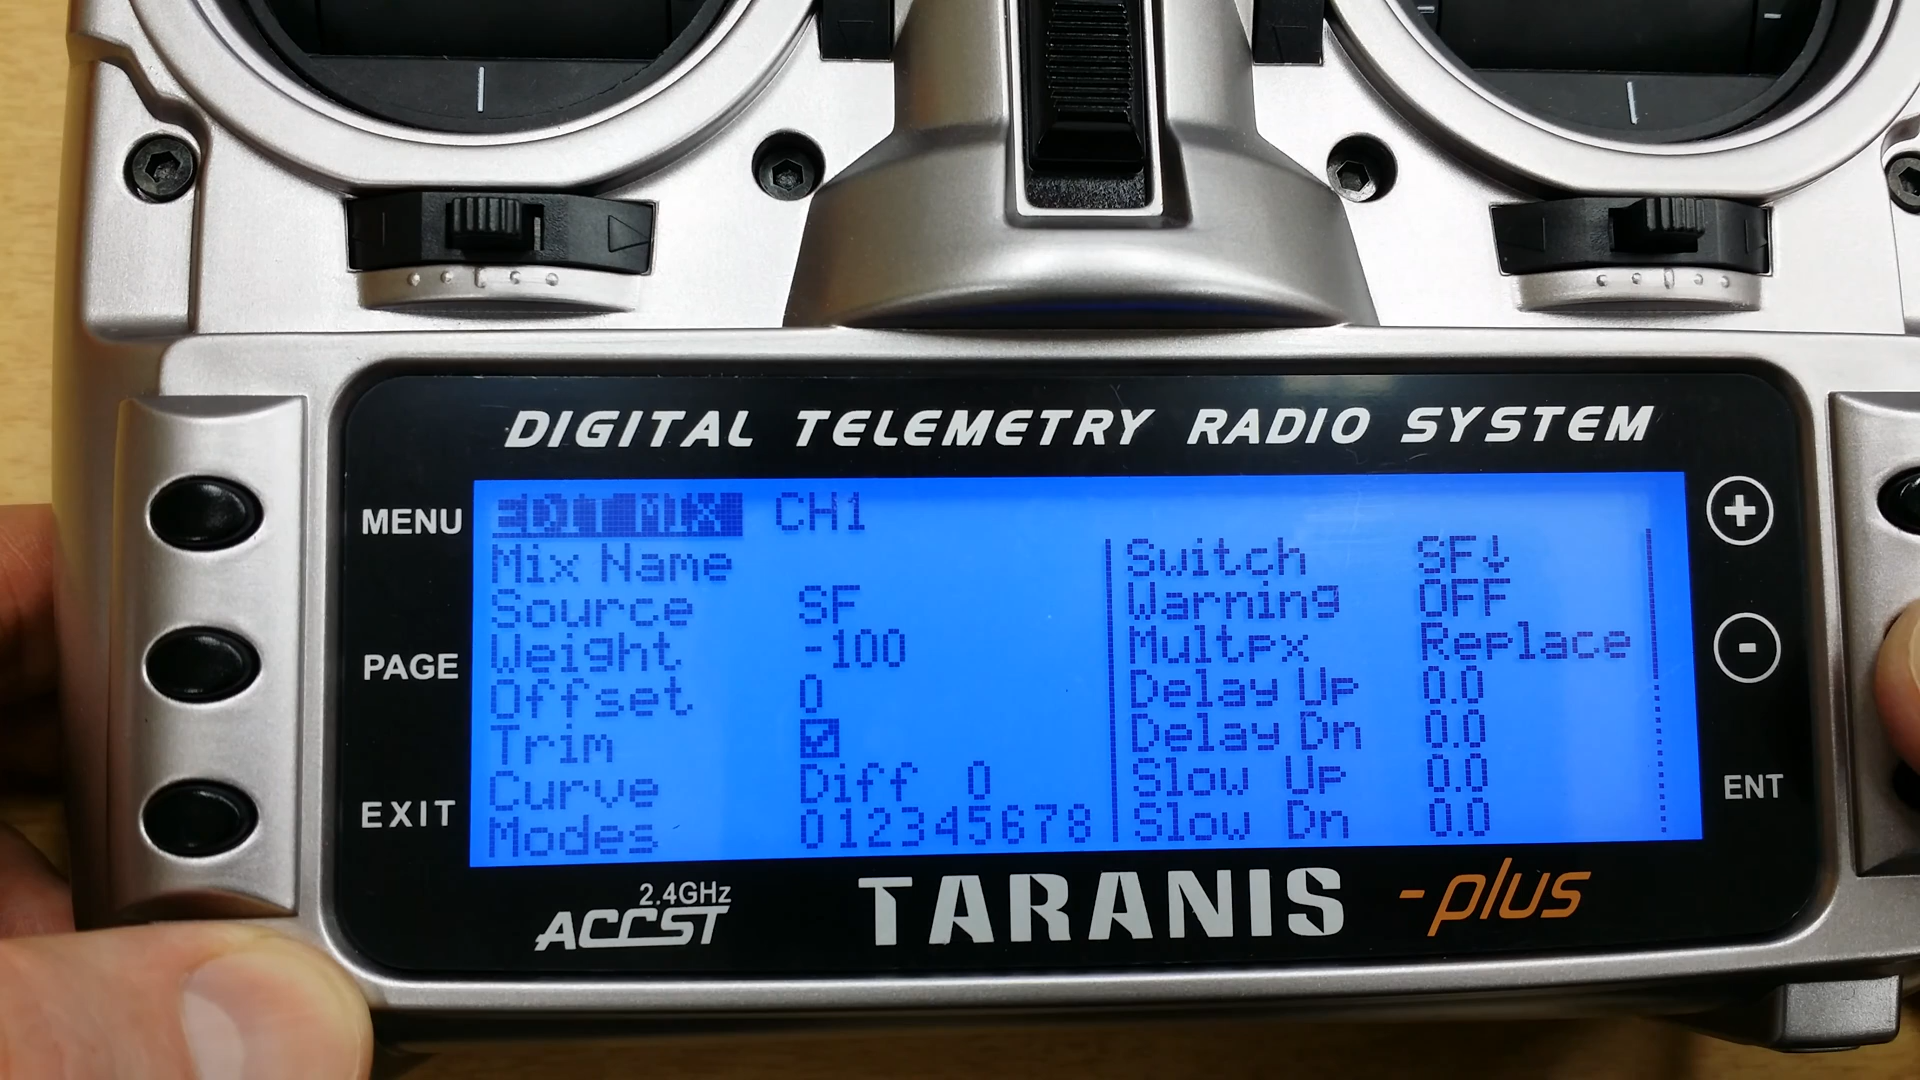 DIGITAL TELEMETRY RADIO SYSTEM
MENU
PAGE
EXIT
EDIT MIX CH1
Mix Name
Source SF
Weight -100
Offset 0
Trim
Curve Diff 0
Modes 012345678
Switch SF↓
Warning OFF
Multpx Replace
Delay Up 0.0
Delay Dn 0.0
Slow Up 0.0
Slow Dn 0.0
+
-
ENT
2.4GHz
ACCST
TARANIS -plus